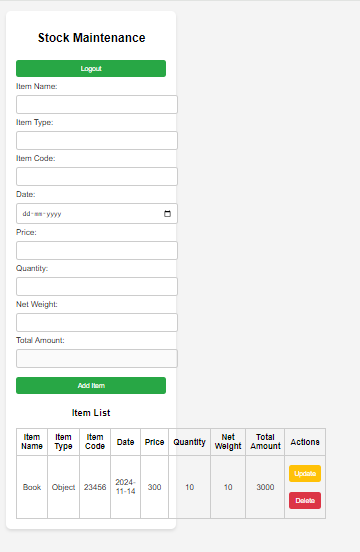 Stock Maintenance
Logout
Item Name:
Item Type:
Item Code:
Date:
dd-mm-yyyy
Price:
Quantity:
Net Weight:
Total Amount:
Add Item
Item List
Item Name Item Type Item Code Date Price Quantity Net Weight Total Amount Actions
Book Object 23456 2024-11-14 300 10 10 3000 Update
Delete